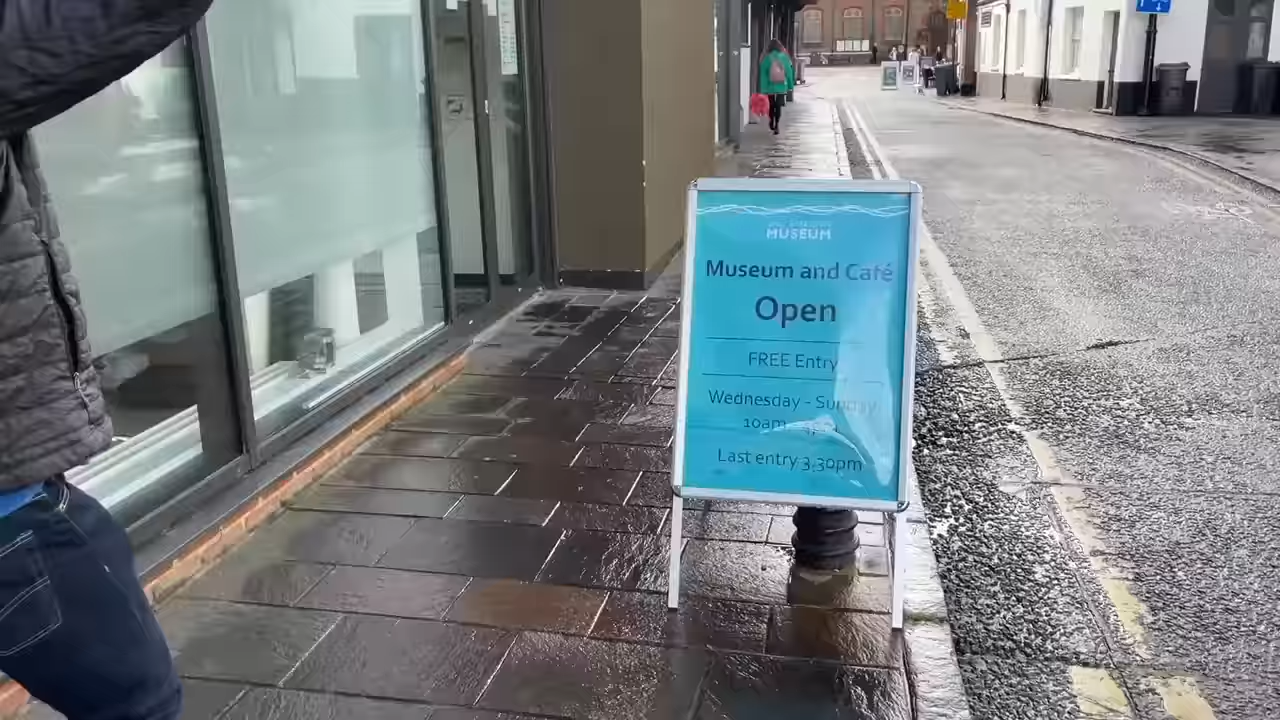 MUSEUM
Museum and Café
Open
FREE Entry
Wednesday - Sunday
10am
Last entry 3.30pm